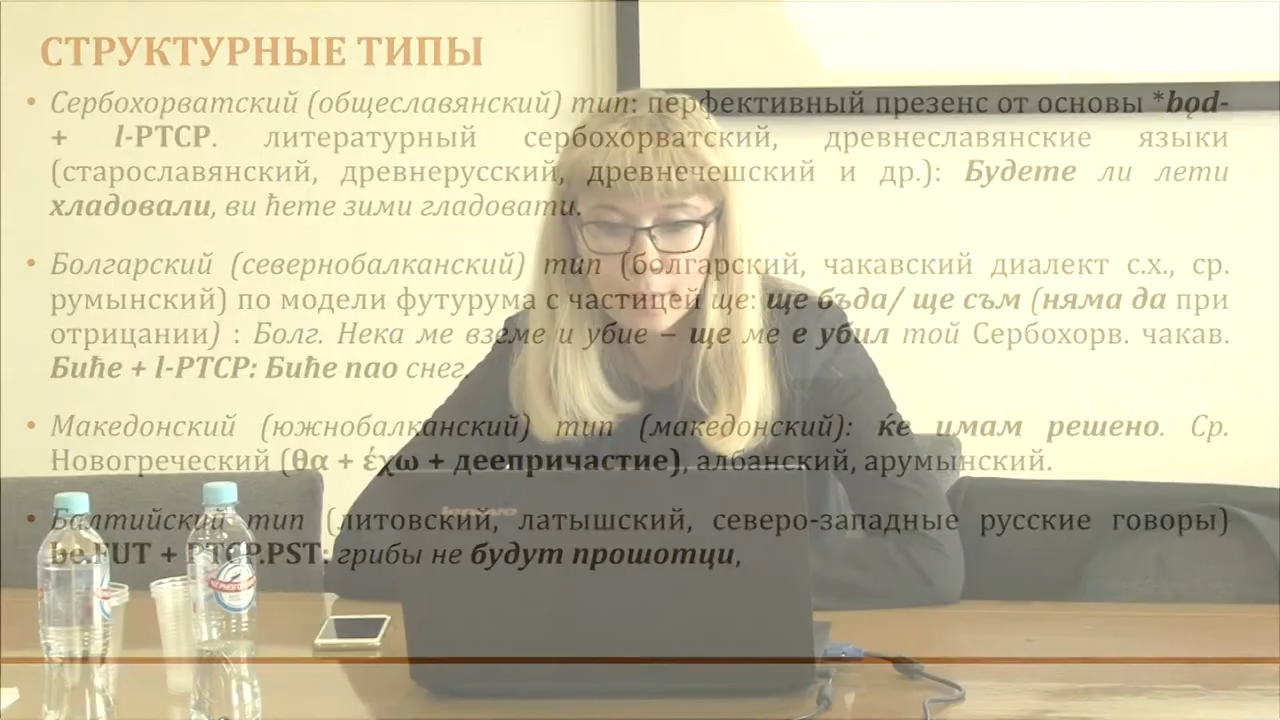 СТРУКТУРНЫЕ ТИПЫ
• Сербохорватский (общеславянский) тип: перфективный презенс от основы *bǫd-
+ l-PTCP. литературный сербохорватский, древнеславянские языки
(старославянский, древнерусский, древнечешский и др.): Будете ли лети
хладовали, ви ћете зими гладовати.
• Болгарский (севернобалканский) тип (болгарский, чакавский диалект с.х., ср.
румынский) по модели футурума с частицей ще: ще бъда/ ще съм (няма да при
отрицании) : Болг. Нека ме вземе и убие – ще ме е убил той Сербохорв. чакав.
Биће + l-PTCP: Биће пао снег.
• Македонский (южнобалканский) тип (македонский): ќе имам решено. Ср.
Новогреческий (θα + έχω + деепричастие), албанский, арумынский.
• Балтийский тип (литовский, латышский, северо-западные русские говоры)
be.FUT + PTCP.PST: грибы не будут прошотци,
lenovo